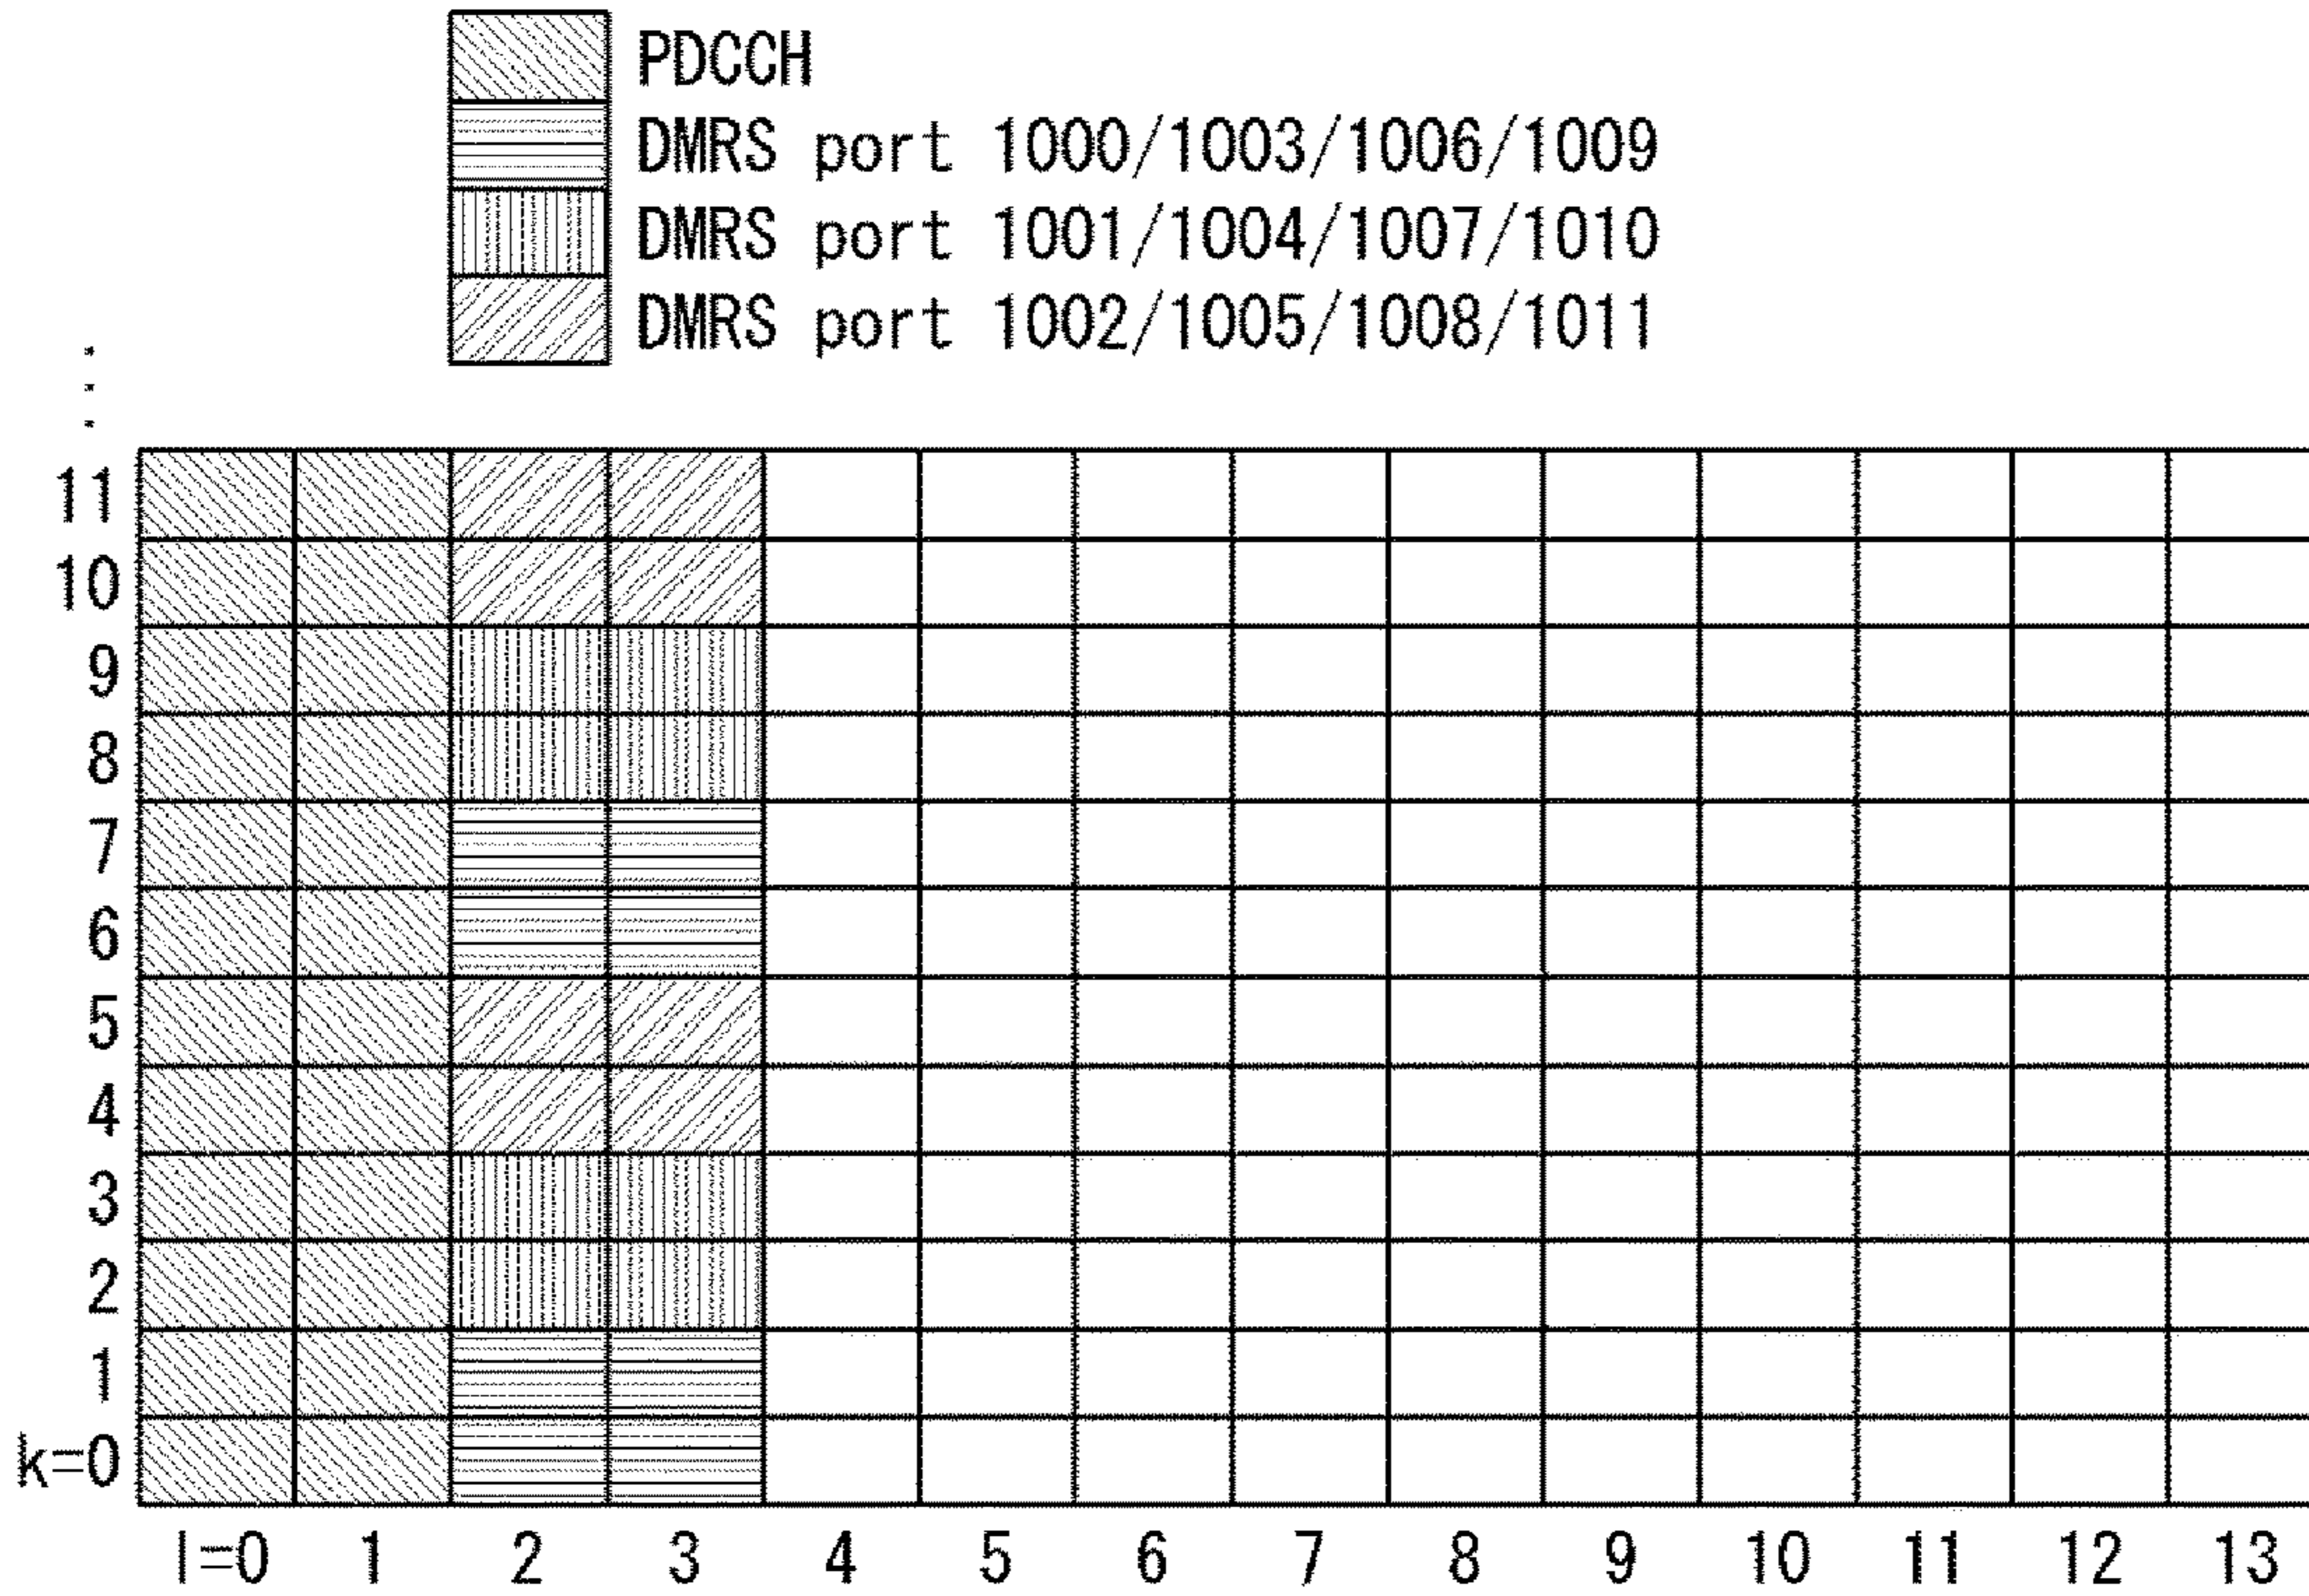 PDCCH
DMRS port 1000/1003/1006/1009
DMRS port 1001/1004/1007/1010
DMRS port 1002/1005/1008/1011
11
10
9
8
7
6
5
4
3
2
1
k=0
l=0 1 2 3 4 5 6 7 8 9 10 11 12 13